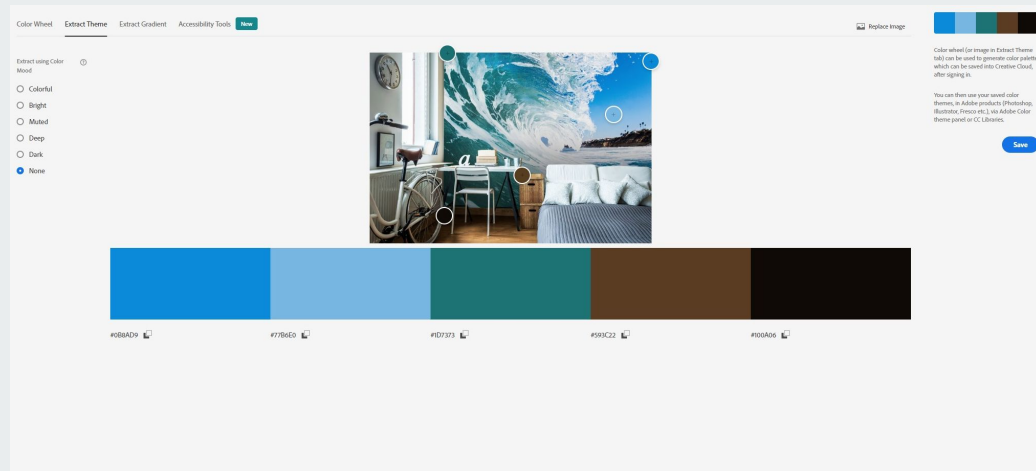 Color Wheel
Extract Theme
Extract Gradient
Accessibility Tools
New
Replace Image
Extract using Color
Mood
Colorful
Bright
Muted
Deep
Dark
None
a
#0B8AD9
#77B6E0
#1D7373
#593C22
#100A06
Color wheel (or image in Extract Theme
tab) can be used to generate color palette
which can be saved into Creative Cloud,
after signing in.
You can then use your saved color
themes, in Adobe products (Photoshop,
Illustrator, Fresco etc.), via Adobe Color
theme panel or CC Libraries.
Save